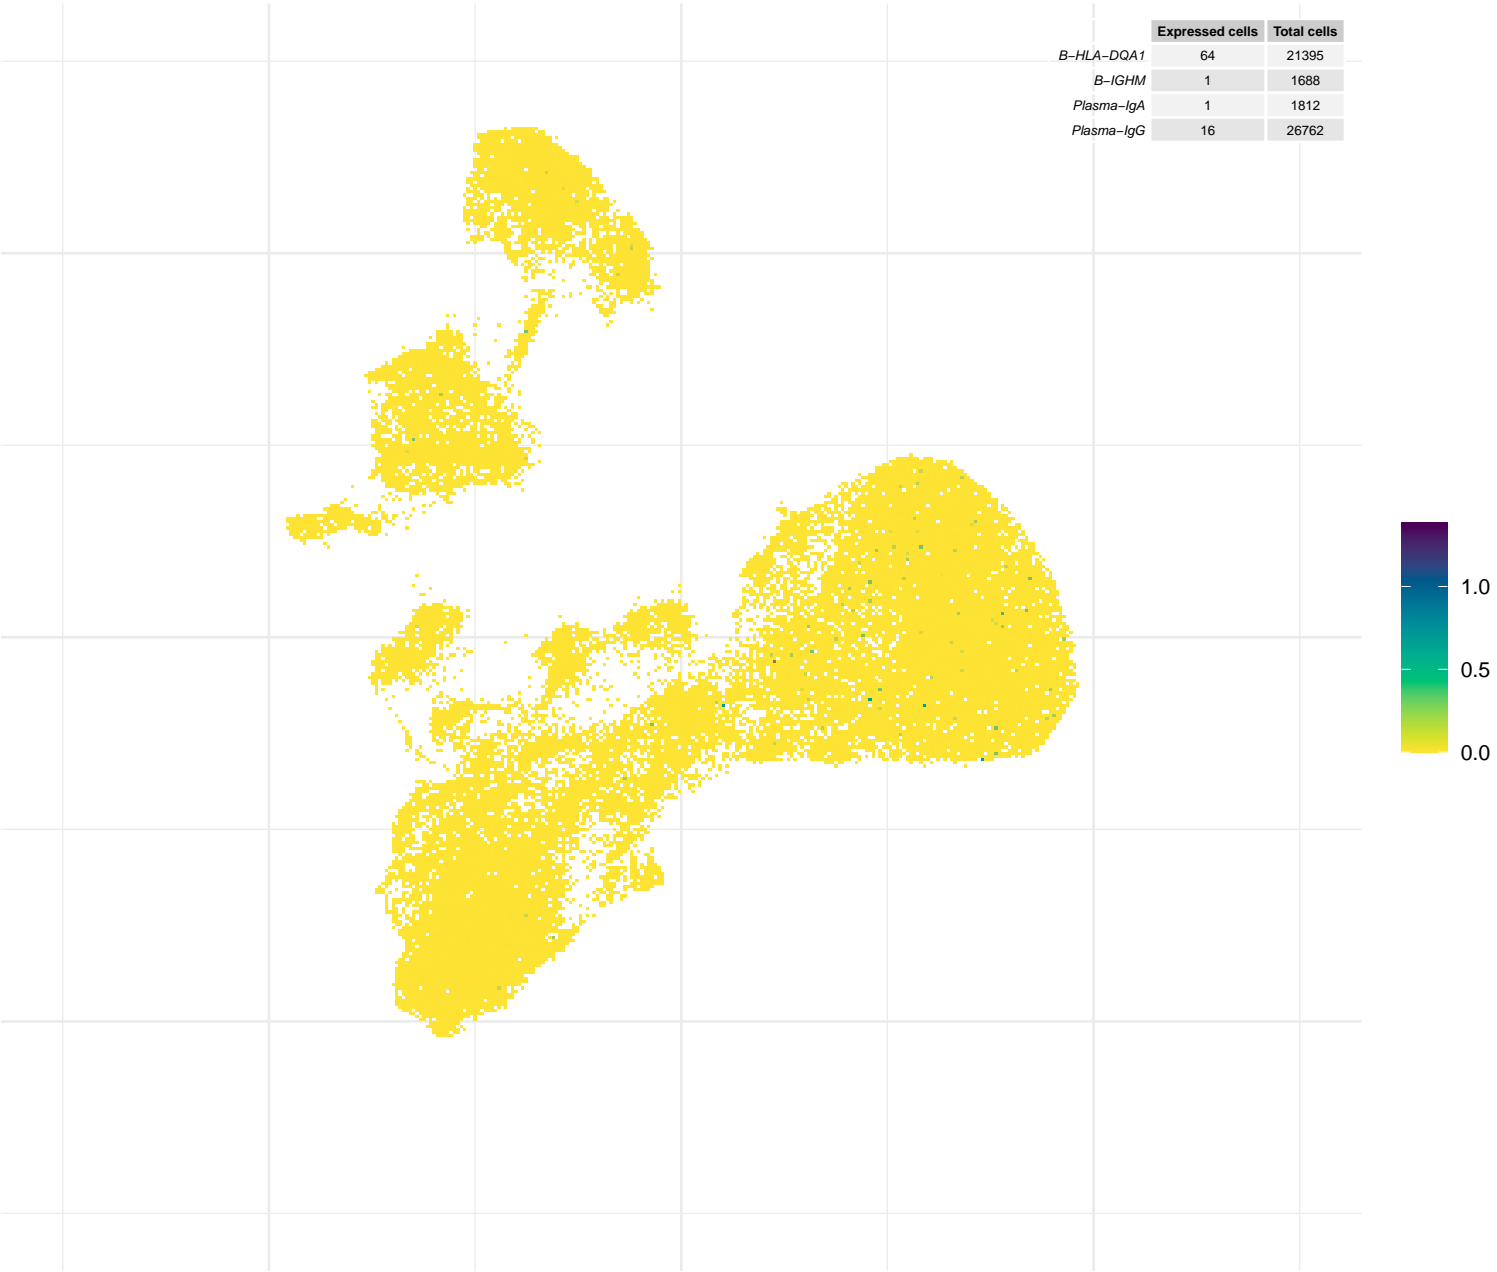 Expressed cells Total cells
B−HLA−DQA1 64 21395
B−IGHM 1 1688
Plasma−IgA 1 1812
Plasma−IgG 16 26762
1.0
0.5
0.0